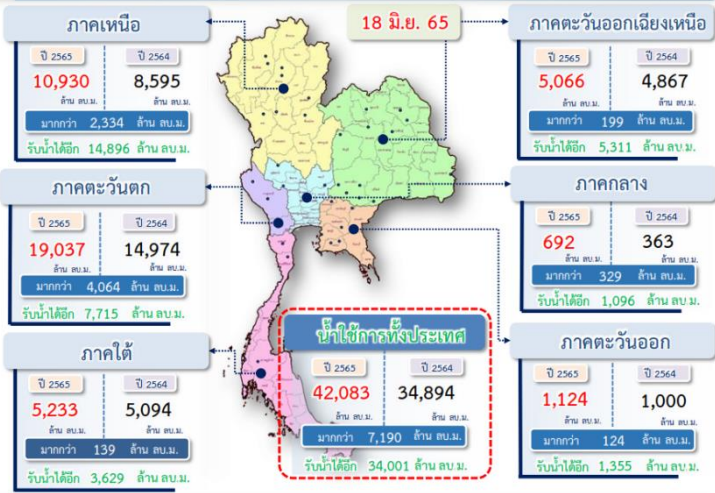 18 มิ.ย. 65
ภาคเหนือ
ปี 2565 ปี 2564
10,930 8,595
ล้าน ลบ.ม. ล้าน ลบ.ม.
มากกว่า 2,334 ล้าน ลบ.ม.
รับน้ำได้อีก 14,896 ล้าน ลบ.ม.
ภาคตะวันออกเฉียงเหนือ
ปี 2565 ปี 2564
5,066 4,867
ล้าน ลบ.ม. ล้าน ลบ.ม.
มากกว่า 199 ล้าน ลบ.ม.
รับน้ำได้อีก 5,311 ล้าน ลบ.ม.
ภาคตะวันตก
ปี 2565 ปี 2564
19,037 14,974
ล้าน ลบ.ม. ล้าน ลบ.ม.
มากกว่า 4,064 ล้าน ลบ.ม.
รับน้ำได้อีก 7,715 ล้าน ลบ.ม.
ภาคกลาง
ปี 2565 ปี 2564
692 363
ล้าน ลบ.ม. ล้าน ลบ.ม.
มากกว่า 329 ล้าน ลบ.ม.
รับน้ำได้อีก 1,096 ล้าน ลบ.ม.
ภาคใต้
ปี 2565 ปี 2564
5,233 5,094
ล้าน ลบ.ม. ล้าน ลบ.ม.
มากกว่า 139 ล้าน ลบ.ม.
รับน้ำได้อีก 3,629 ล้าน ลบ.ม.
น้ำใช้การทั้งประเทศ
ปี 2565 ปี 2564
42,083 34,894
ล้าน ลบ.ม. ล้าน ลบ.ม.
มากกว่า 7,190 ล้าน ลบ.ม.
รับน้ำได้อีก 34,001 ล้าน ลบ.ม.
ภาคตะวันออก
ปี 2565 ปี 2564
1,124 1,000
ล้าน ลบ.ม. ล้าน ลบ.ม.
มากกว่า 124 ล้าน ลบ.ม.
รับน้ำได้อีก 1,355 ล้าน ลบ.ม.